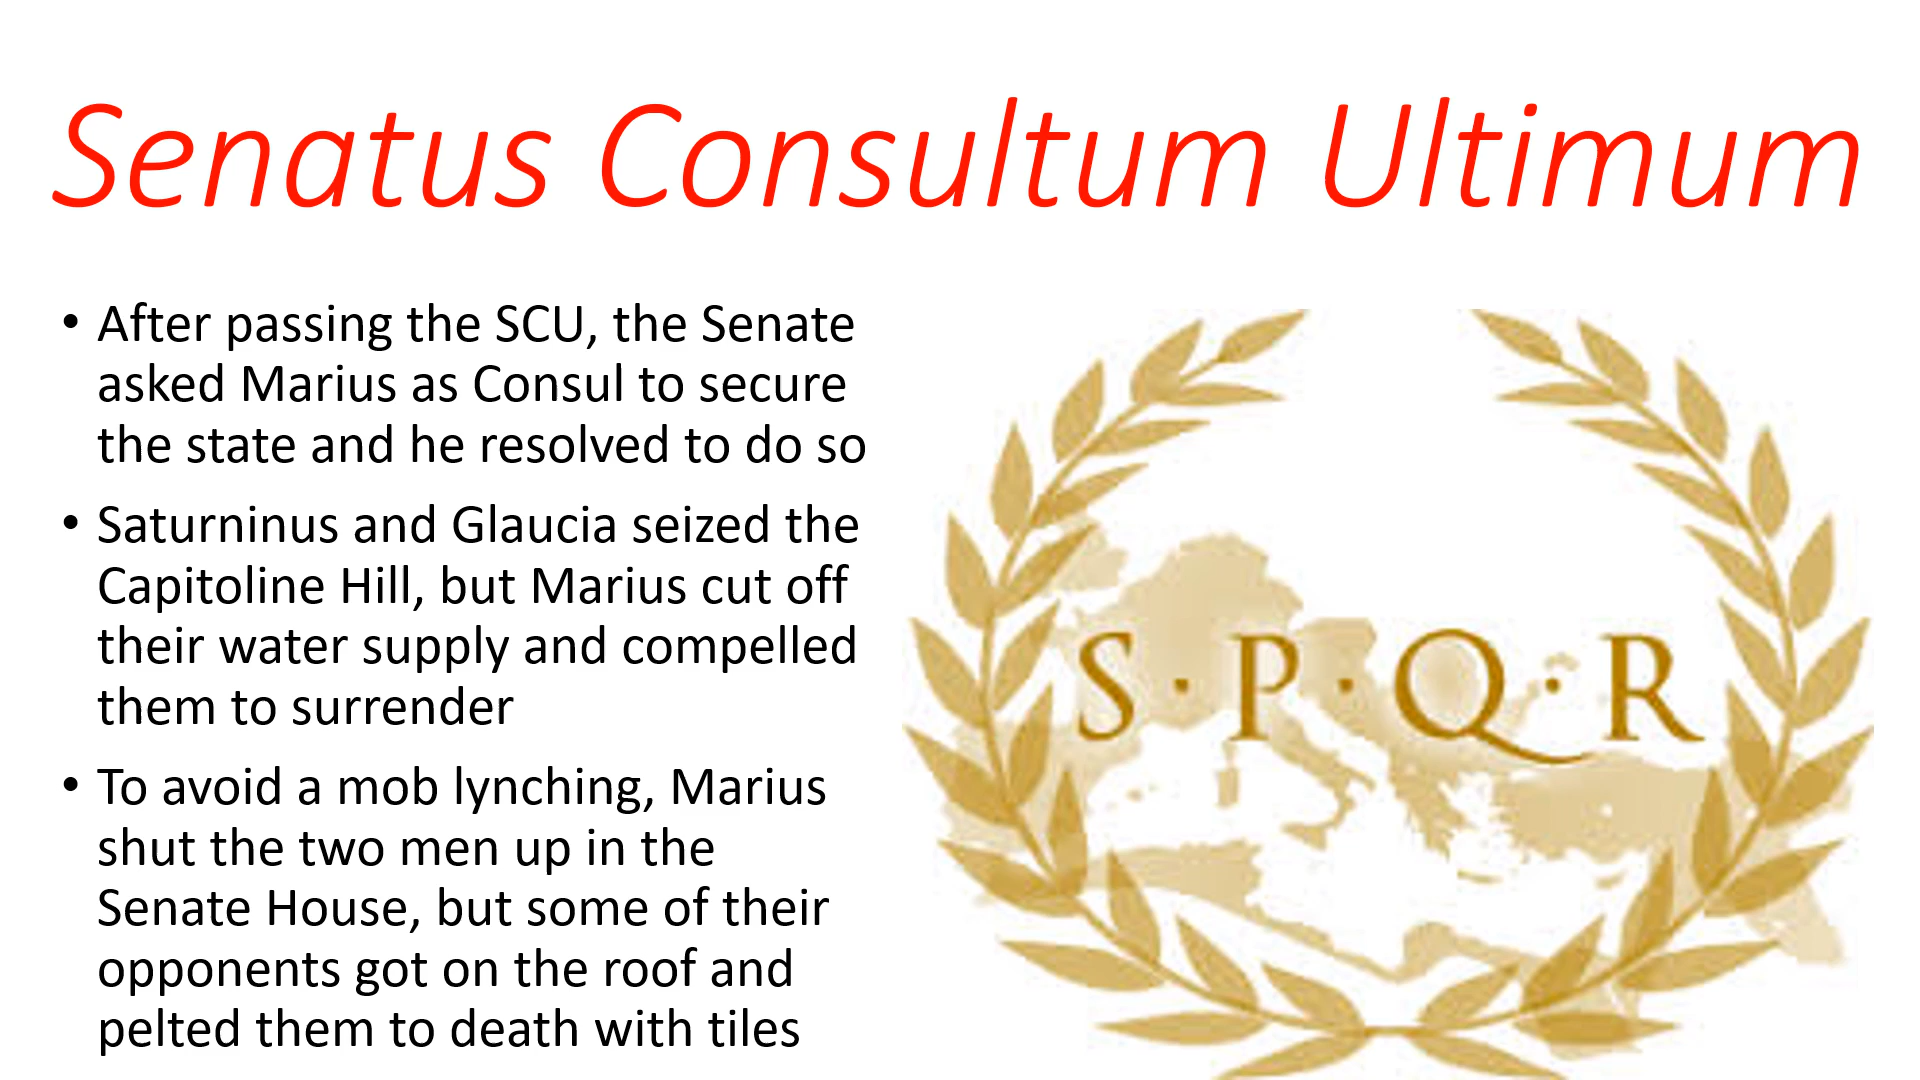 Senatus Consultum Ultimum
• After passing the SCU, the Senate
asked Marius as Consul to secure
the state and he resolved to do so
• Saturninus and Glaucia seized the
Capitoline Hill, but Marius cut off
their water supply and compelled
them to surrender
• To avoid a mob lynching, Marius
shut the two men up in the
Senate House, but some of their
opponents got on the roof and
pelted them to death with tiles
S·P·Q·R